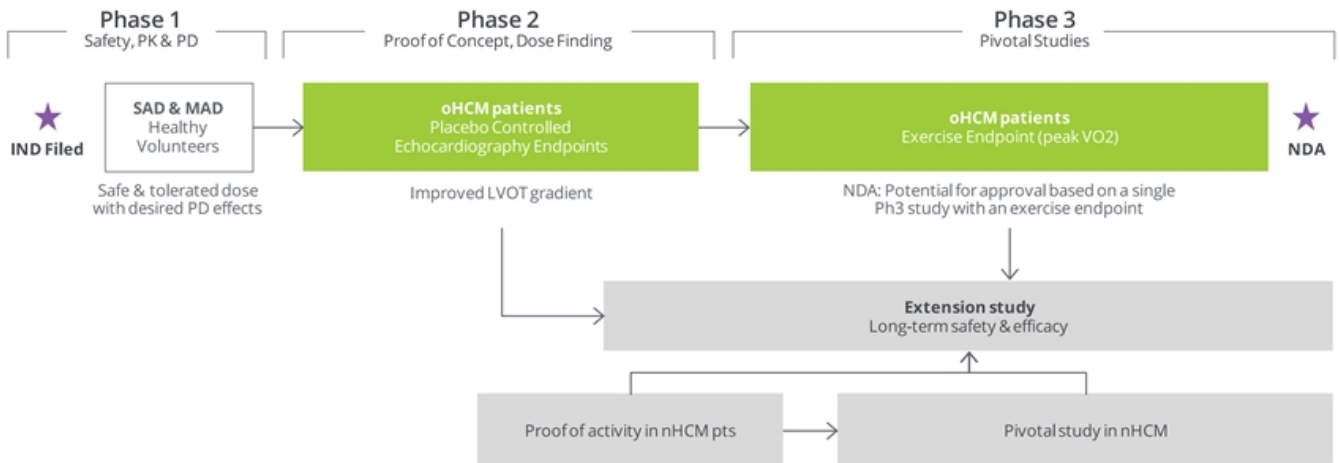 Phase 1
Safety, PK & PD
Phase 2
Proof of Concept, Dose Finding
Phase 3
Pivotal Studies
IND Filed
SAD & MAD
Healthy
Volunteers
oHCM patients
Placebo Controlled
Echocardiography Endpoints
oHCM patients
Exercise Endpoint (peak VO2)
NDA
Safe & tolerated dose
with desired PD effects
Improved LVOT gradient
NDA: Potential for approval based on a single
Ph3 study with an exercise endpoint
Extension study
Long-term safety & efficacy
Proof of activity in nHCM pts
Pivotal study in nHCM